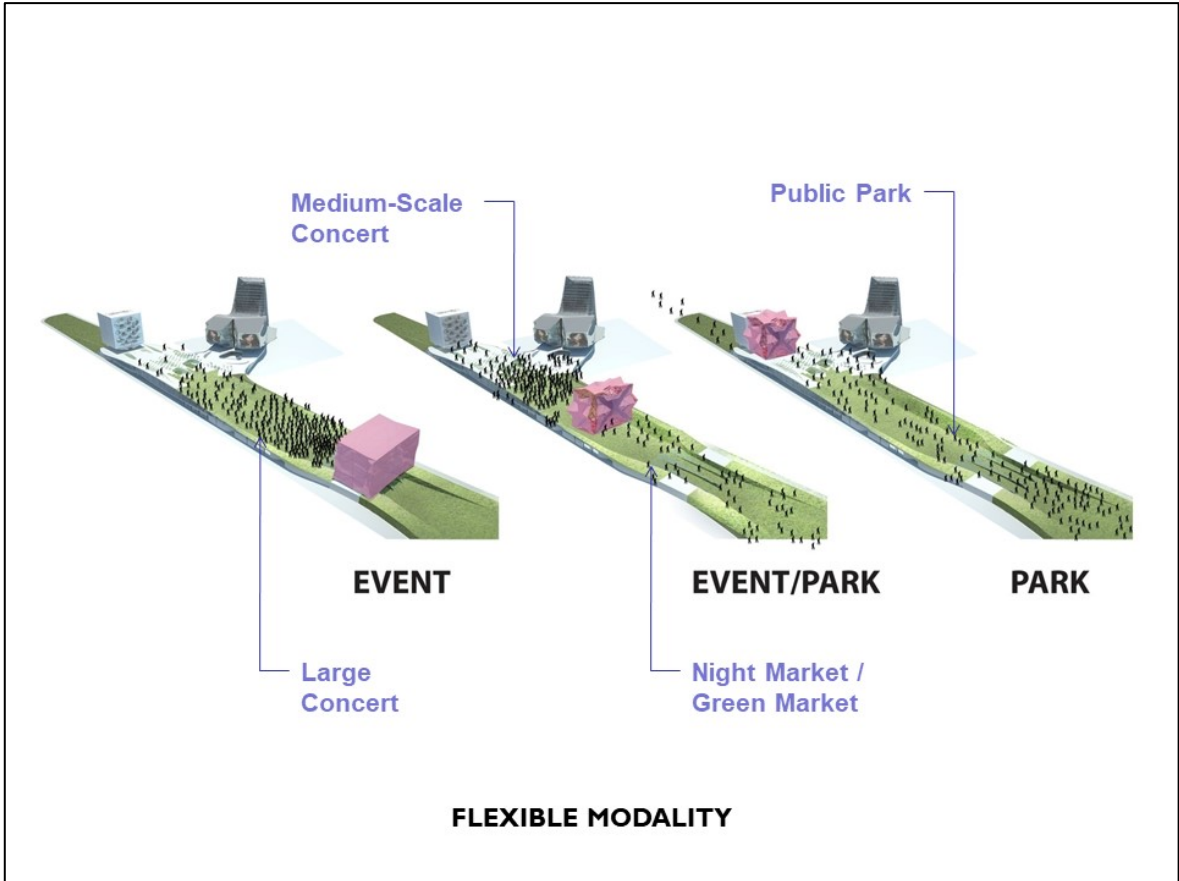 Medium-Scale
Concert
Public Park
EVENT
EVENT/PARK
PARK
Large
Concert
Night Market /
Green Market
FLEXIBLE MODALITY